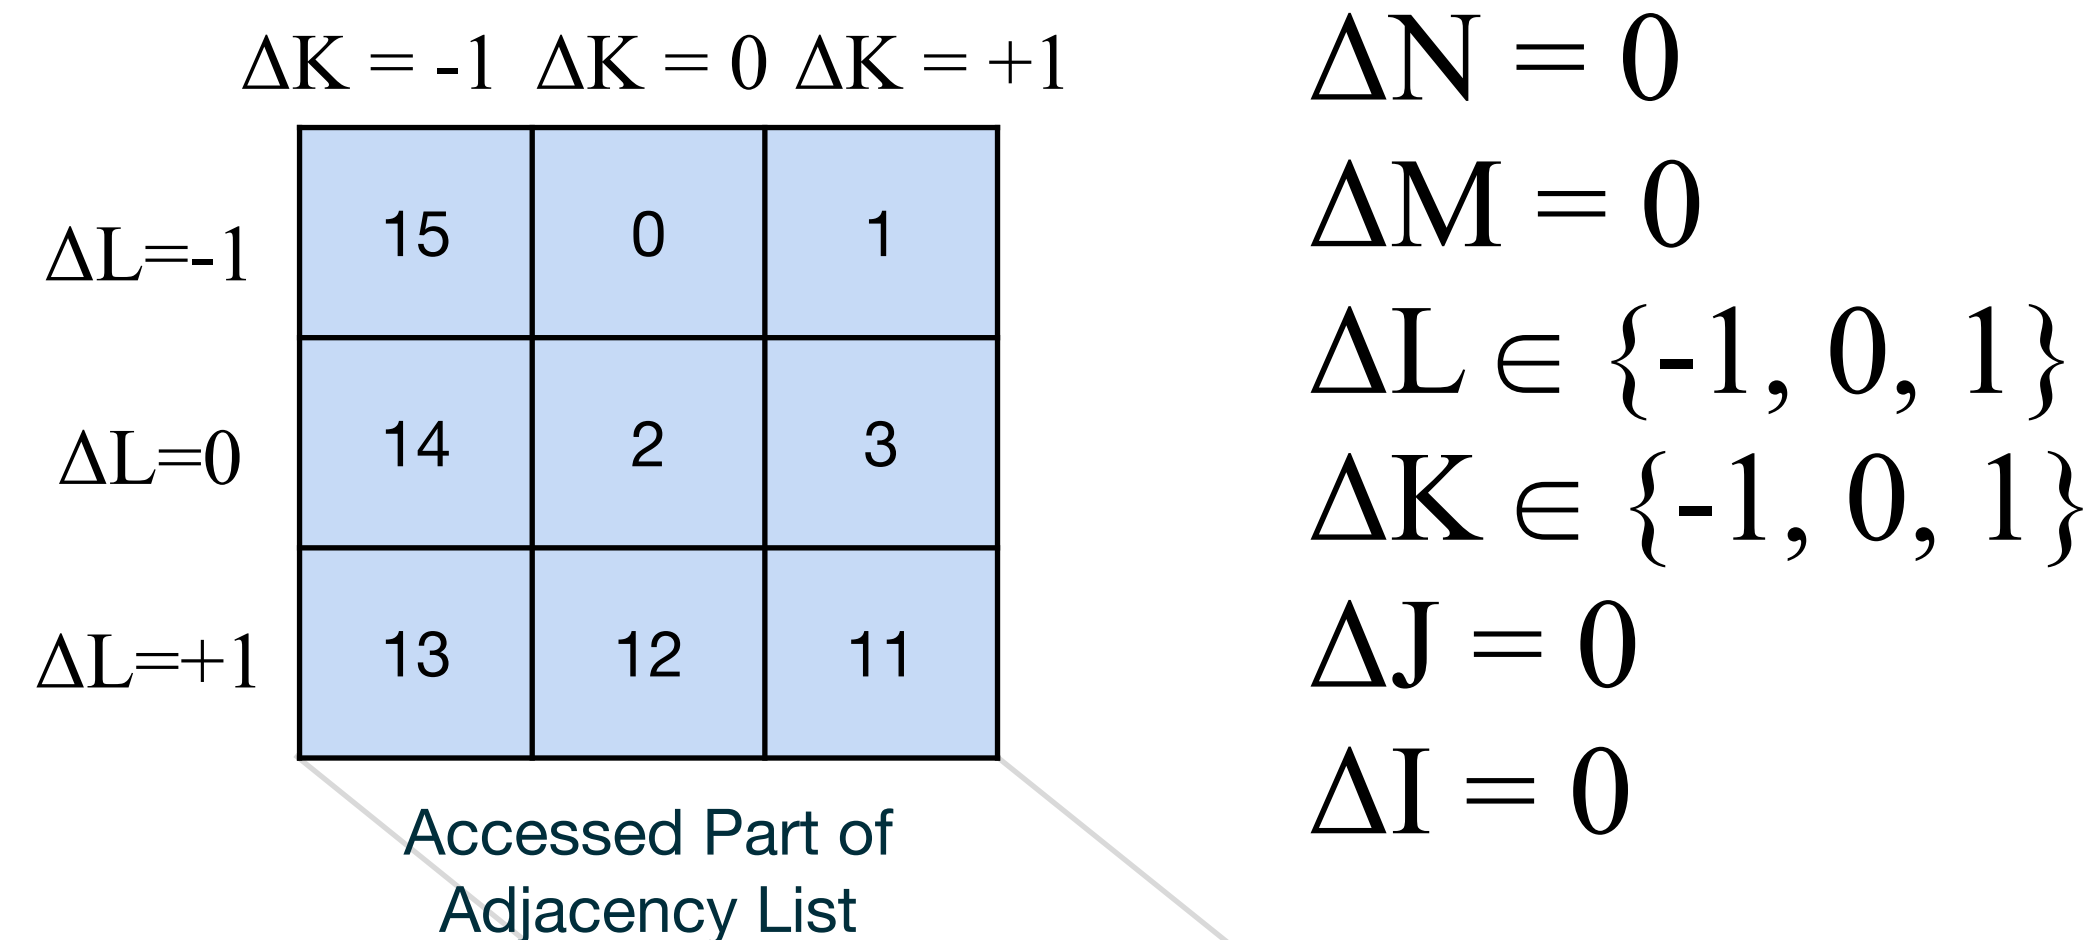 ΔK = -1 ΔK = 0 ΔK = +1
ΔL=-1 15 0 1
ΔL=0 14 2 3
ΔL=+1 13 12 11
Accessed Part of
Adjacency List
ΔN = 0
ΔM = 0
ΔL ∈ {-1, 0, 1}
ΔK ∈ {-1, 0, 1}
ΔJ = 0
ΔI = 0